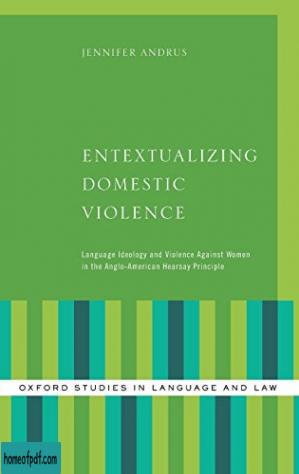 JENNIFER ANDRUS
ENTEXTUALIZING
DOMESTIC
VIOLENCE
Language Ideology and Violence Against Women
in the Anglo-American Hearsay Principle
OXFORD STUDIES IN LANGUAGE AND LAW
homeofpdf.com